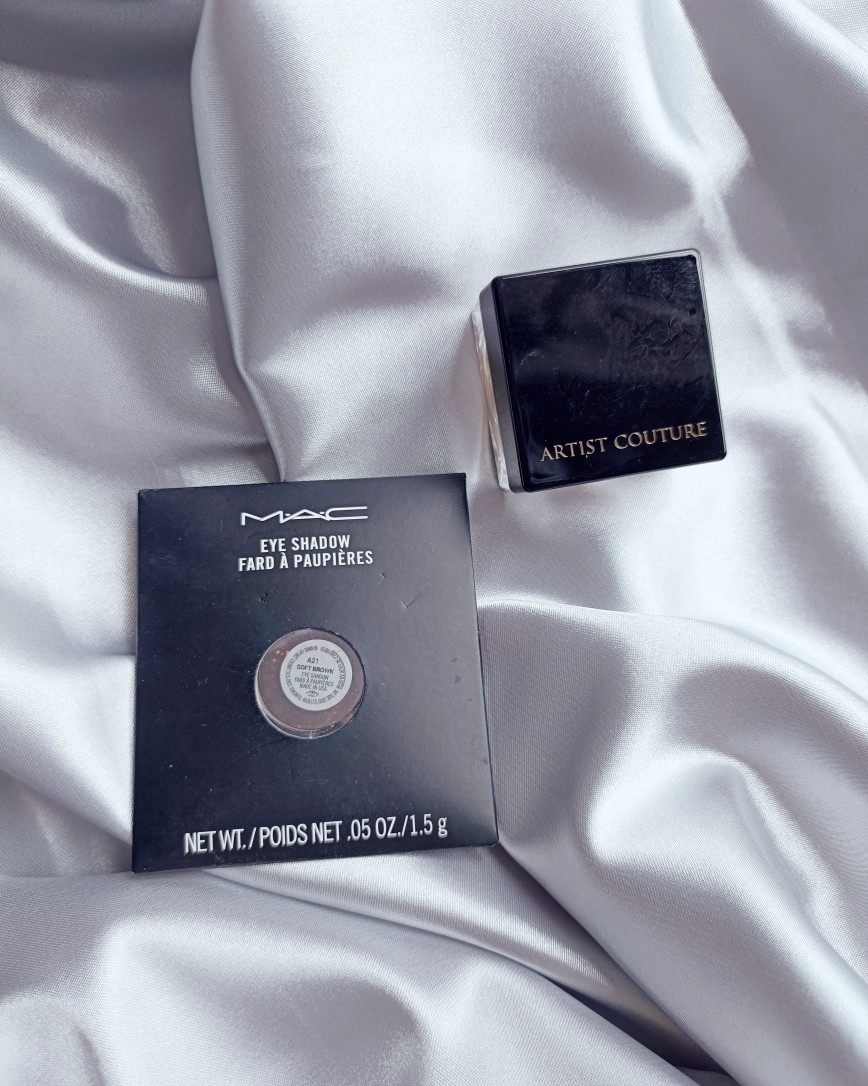 ARTIST COUTURE
MAC
EYE SHADOW
FARD À PAUPIÈRES
A21
SOFT BROWN
EYE SHADOW
FARD À PAUPIÈRES
MADE IN USA
NET WT./POIDS NET .05 OZ./1.5 g